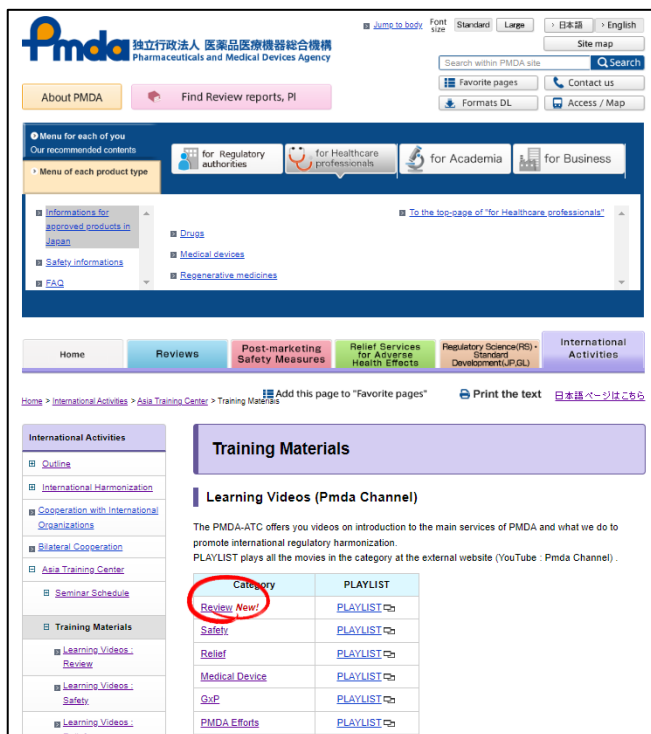 Jump to body
Font size
Standard
Large
日本語
English
Pmda
独立行政法人 医薬品医療機器総合機構
Pharmaceuticals and Medical Devices Agency
Site map
Search within PMDA site
Search
Favorite pages
Contact us
Formats DL
Access / Map
About PMDA
Find Review reports, PI
Menu for each of you
Our recommended contents
Menu of each product type
for Regulatory
authorities
for Healthcare
professionals
for Academia
for Business
Informations for
approved products in
Japan
Safety informations
FAQ
Drugs
Medical devices
Regenerative medicines
To the top-page of "for Healthcare professionals"
Home
Reviews
Post-marketing
Safety Measures
Relief Services
for Adverse
Health Effects
Regulatory Science(RS)・
Standard
Development(JP,GL)
International
Activities
Home > International Activities > Asia Training Center > Training Materials
Add this page to "Favorite pages"
Print the text
日本語ページはこちら
International Activities
Outline
International Harmonization
Cooperation with International
Organizations
Bilateral Cooperation
Asia Training Center
Seminar Schedule
Training Materials
Learning Videos :
Review
Learning Videos :
Safety
Learning Videos :
Training Materials
Learning Videos (Pmda Channel)
The PMDA-ATC offers you videos on introduction to the main services of PMDA and what we do to
promote international regulatory harmonization.
PLAYLIST plays all the movies in the category at the external website (YouTube : Pmda Channel) .
Category PLAYLIST
Review New! PLAYLIST
Safety PLAYLIST
Relief PLAYLIST
Medical Device PLAYLIST
GxP PLAYLIST
PMDA Efforts PLAYLIST